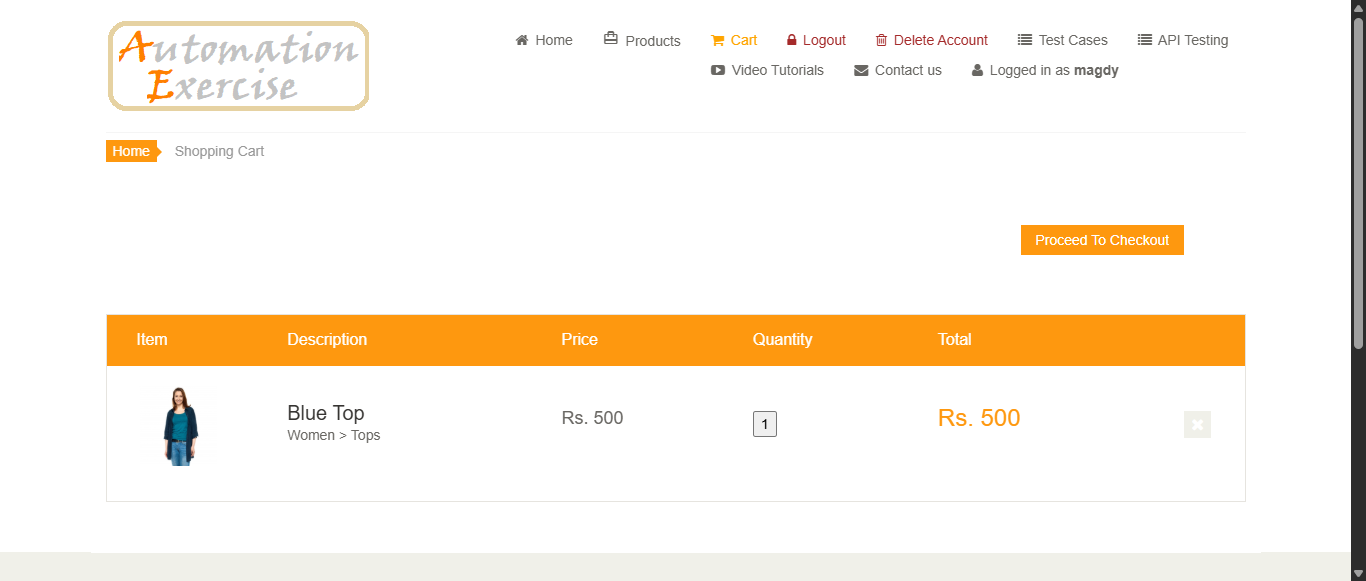 Automation
Exercise
Home Products Cart Logout Delete Account Test Cases API Testing
Video Tutorials Contact us Logged in as magdy
Home Shopping Cart
Proceed To Checkout
Item Description Price Quantity Total
Blue Top Rs. 500 1 Rs. 500
Women > Tops